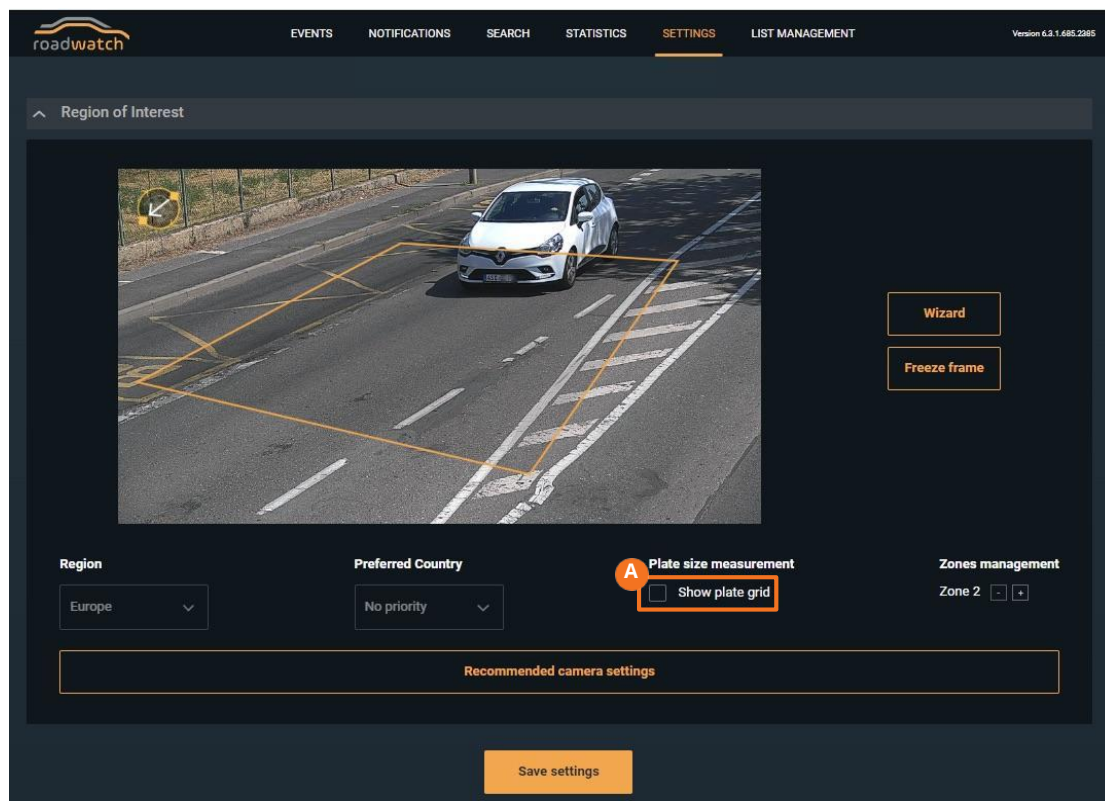 roadwatch
EVENTS NOTIFICATIONS SEARCH STATISTICS SETTINGS LIST MANAGEMENT Version 6.3.1.685.2385
Region of Interest
Wizard
Freeze frame
Region Preferred Country Plate size measurement Zones management
A
Europe No priority Show plate grid Zone 2 - +
Recommended camera settings
Save settings